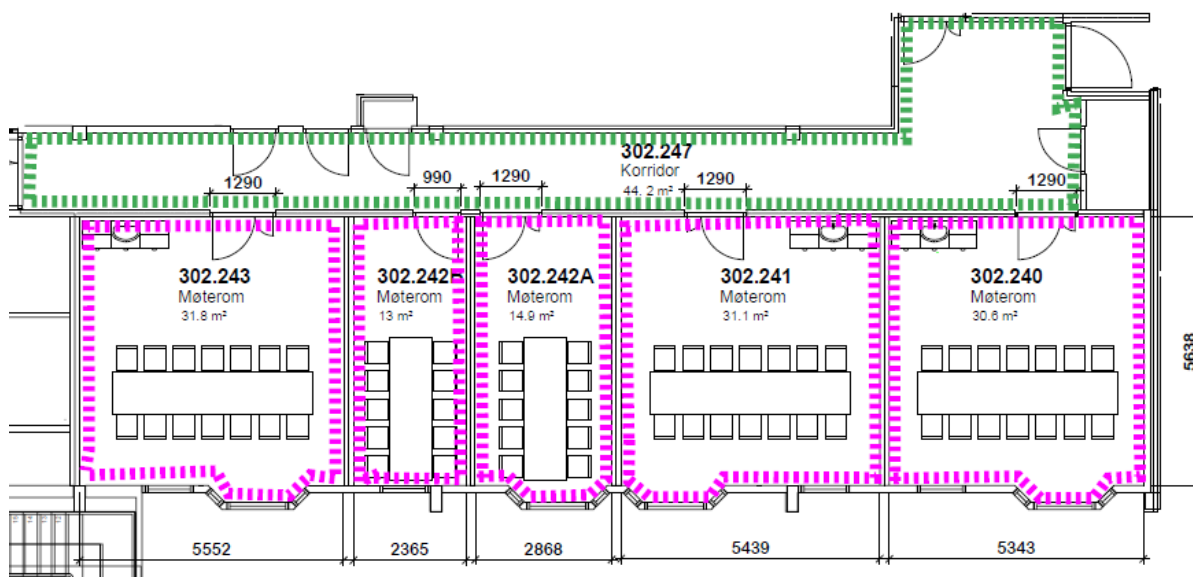 302.247
Korridor
44. 2 m²
1290
990
1290
1290
1290
302.243
Møterom
31.8 m²
302.242B
Møterom
13 m²
302.242A
Møterom
14.9 m²
302.241
Møterom
31.1 m²
302.240
Møterom
30.6 m²
5638
5552
2365
2868
5439
5343